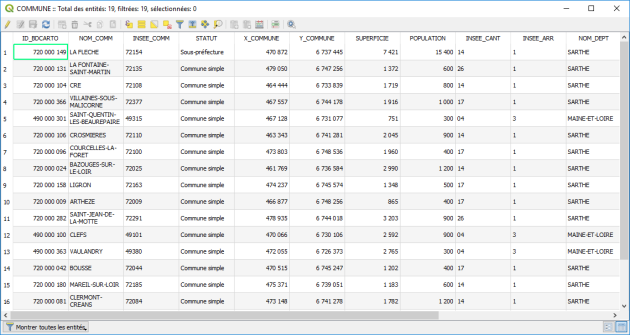 COMMUNE :: Total des entités: 19, filtrées: 19, sélectionnées: 0
ID_BDCARTO NOM_COMM INSEE_COMM STATUT X_COMMUNE Y_COMMUNE SUPERFICIE POPULATION INSEE_CANT INSEE_ARR NOM_DEPT
1 720 000 149 LA FLECHE 72154 Sous-préfecture 470 872 6 737 445 7 421 15 400 14 1 SARTHE
2 720 000 131 LA FONTAINE-SAINT-MARTIN 72135 Commune simple 479 050 6 747 256 1 372 600 26 1 SARTHE
3 720 000 104 CRE 72108 Commune simple 464 444 6 733 839 1 719 800 14 1 SARTHE
4 720 000 366 VILLAINES-SOUS-MALICORNE 72377 Commune simple 467 557 6 744 178 1 916 1 000 17 1 SARTHE
5 490 000 301 SAINT-QUENTIN-LES-BEAUREPAIRE 49315 Commune simple 467 128 6 731 077 751 300 04 3 MAINE-ET-LOIRE
6 720 000 106 CROSMIERES 72110 Commune simple 463 343 6 741 281 2 045 900 14 1 SARTHE
7 720 000 096 COURCELLES-LA-FORET 72100 Commune simple 473 803 6 748 536 1 960 400 17 1 SARTHE
8 720 000 024 BAZOUGES-SUR-LE-LOIR 72025 Commune simple 461 769 6 736 584 2 990 1 200 14 1 SARTHE
9 720 000 158 LIGRON 72163 Commune simple 474 237 6 745 574 1 348 500 17 1 SARTHE
10 720 000 009 ARTHEZE 72009 Commune simple 466 877 6 748 256 865 400 17 1 SARTHE
11 720 000 282 SAINT-JEAN-DE-LA-MOTTE 72291 Commune simple 478 935 6 744 018 3 203 900 26 1 SARTHE
12 490 000 100 CLEFS 49101 Commune simple 470 066 6 730 106 2 592 900 04 3 MAINE-ET-LOIRE
13 490 000 363 VAULANDRY 49380 Commune simple 472 055 6 726 373 2 765 300 04 3 MAINE-ET-LOIRE
14 720 000 042 BOUSSE 72044 Commune simple 470 515 6 745 247 1 202 400 17 1 SARTHE
15 720 000 180 MAREIL-SUR-LOIR 72185 Commune simple 475 371 6 739 051 1 183 600 14 1 SARTHE
16 720 000 081 CLERMONT-CREANS 72084 Commune simple 473 148 6 741 278 1 782 1 200 14 1 SARTHE
Montrer toutes les entités